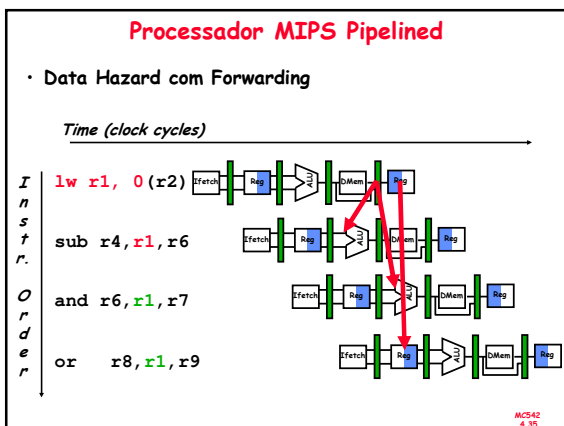 Processador MIPS Pipelined
· Data Hazard com Forwarding
Time (clock cycles)
Instr. Order
lw r1, 0(r2)
Ifetch Reg ALU DMem Reg
sub r4,r1,r6
Ifetch Reg ALU DMem Reg
and r6,r1,r7
Ifetch Reg ALU DMem Reg
or r8,r1,r9
Ifetch Reg ALU DMem Reg
MC542
4.35